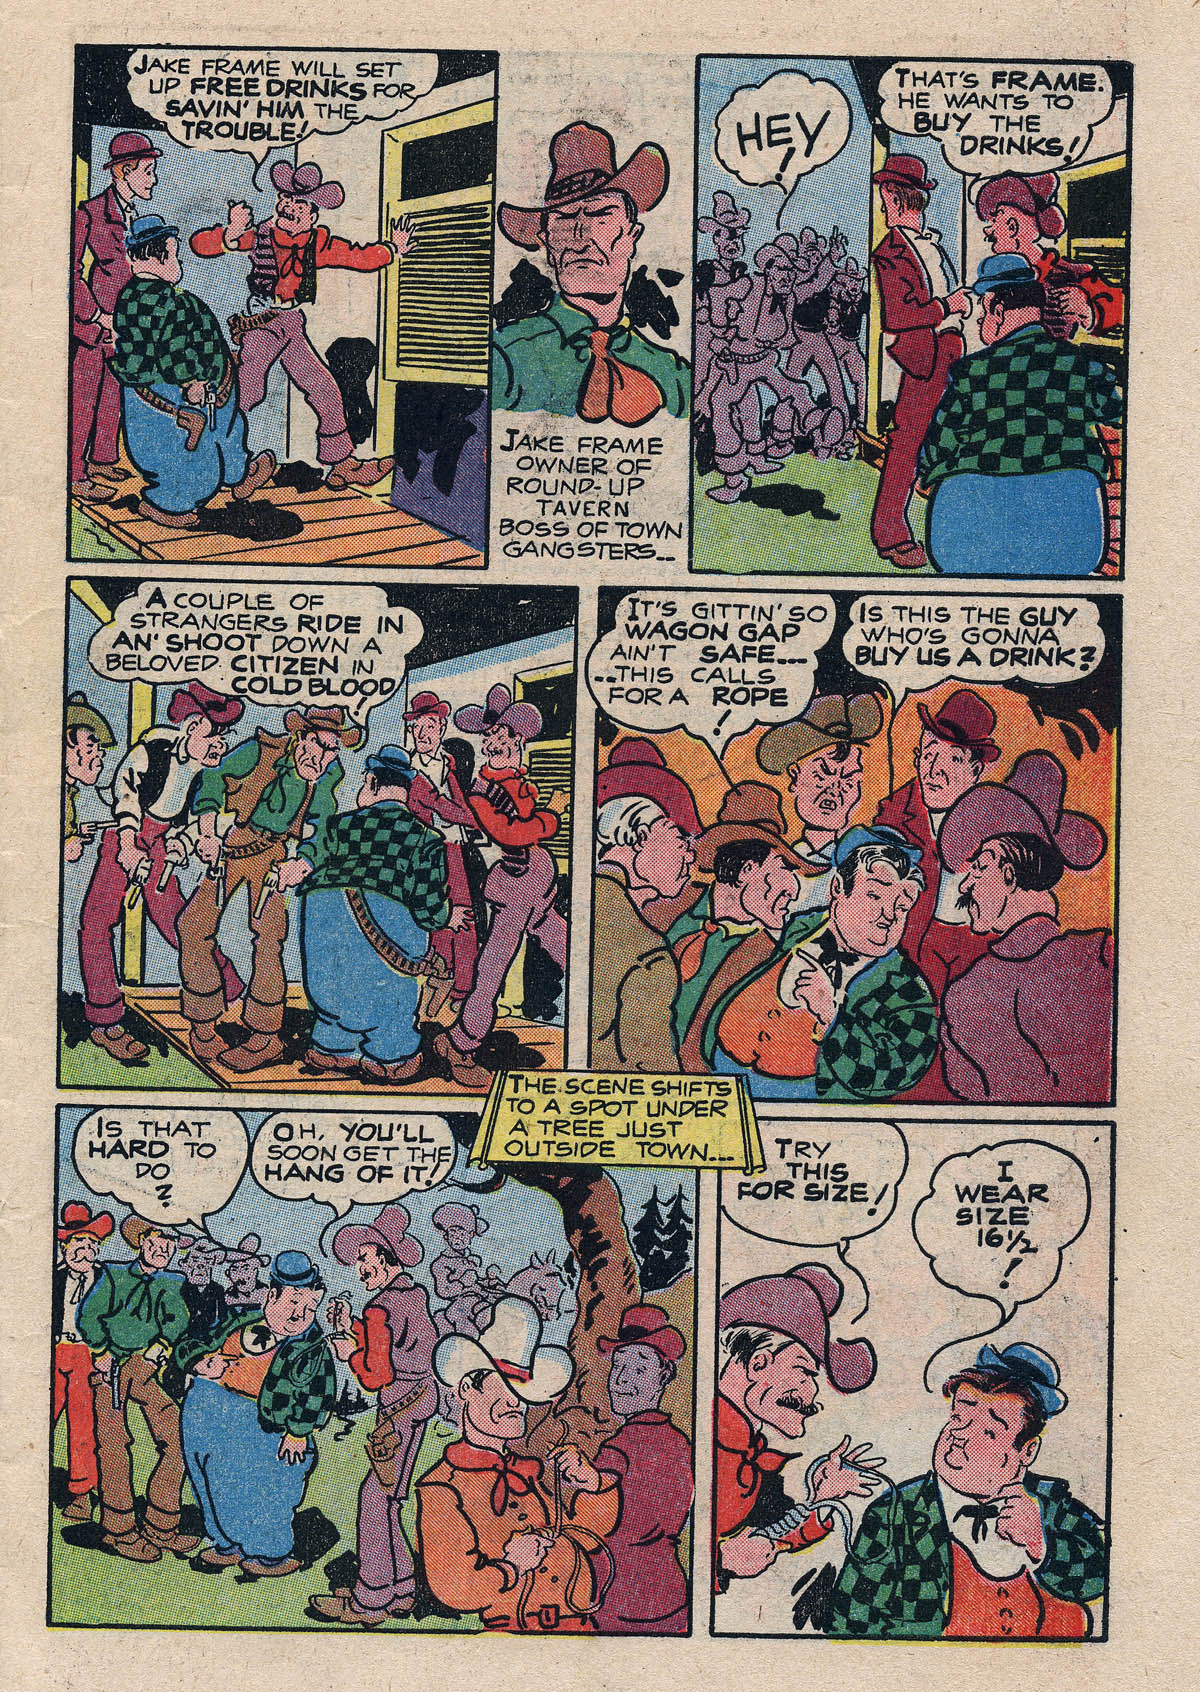 JAKE FRAME WILL SET
UP FREE DRINKS FOR
SAVIN' HIM THE
TROUBLE!
JAKE FRAME
OWNER OF
ROUND-UP
TAVERN
BOSS OF TOWN
GANGSTERS--
HEY
!
THAT'S FRAME.
HE WANTS TO
BUY THE
DRINKS!
A COUPLE OF
STRANGERS RIDE IN
AN' SHOOT DOWN A
BELOVED CITIZEN IN
COLD BLOOD
!
IT'S GITTIN' SO
WAGON GAP
AIN'T SAFE---
--THIS CALLS
FOR A ROPE
!
IS THIS THE GUY
WHO'S GONNA
BUY US A DRINK?
THE SCENE SHIFTS
TO A SPOT UNDER
A TREE JUST
OUTSIDE TOWN---
IS THAT
HARD TO
DO
?
OH, YOU'LL
SOON GET THE
HANG OF IT!
TRY
THIS
FOR SIZE!
I
WEAR
SIZE
16½
!